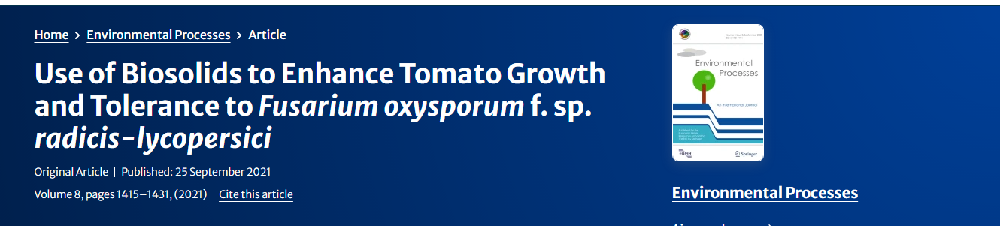 Home > Environmental Processes > Article
Use of Biosolids to Enhance Tomato Growth
and Tolerance to Fusarium oxysporum f. sp.
radicis-lycopersici
Original Article | Published: 25 September 2021
Volume 8, pages 1415–1431, (2021) Cite this article
Environmental
Processes
An International Journal
EWRA
Springer
Environmental Processes